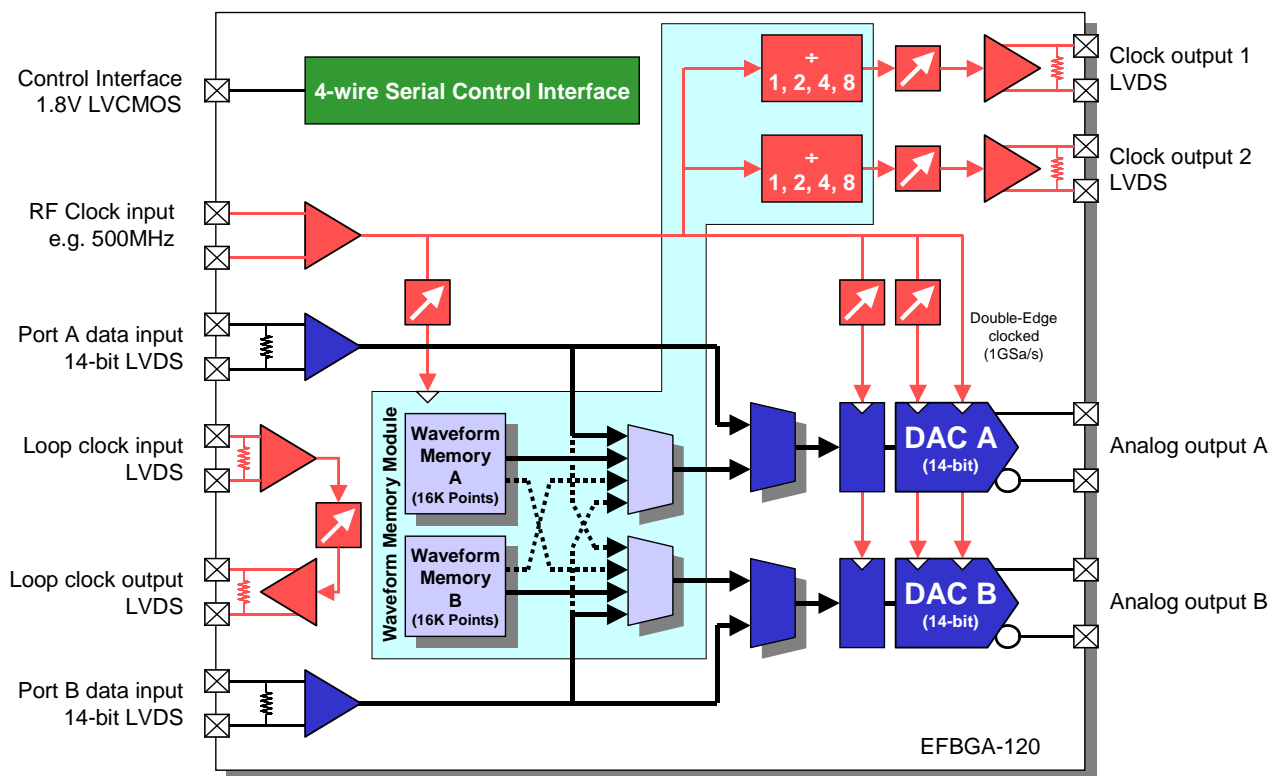 Control Interface
1.8V LVCMOS
4-wire Serial Control Interface
÷
1, 2, 4, 8
Clock output 1
LVDS
÷
1, 2, 4, 8
Clock output 2
LVDS
RF Clock input
e.g. 500MHz
Port A data input
14-bit LVDS
Double-Edge
clocked
(1GSa/s)
Loop clock input
LVDS
Waveform Memory Module
Waveform
Memory
A
(16K Points)
DAC A
(14-bit)
Analog output A
Loop clock output
LVDS
Waveform
Memory
B
(16K Points)
DAC B
(14-bit)
Analog output B
Port B data input
14-bit LVDS
EFBGA-120